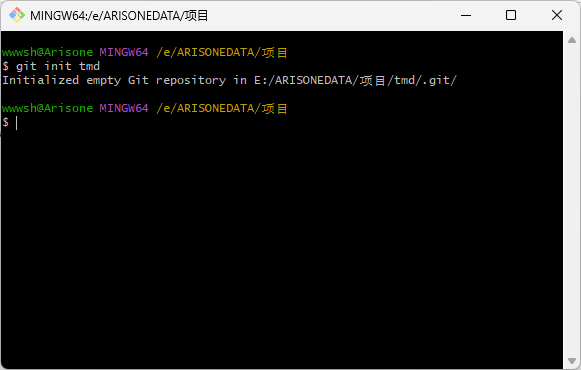 MINGW64:/e/ARISONEDATA/项目
wwwsh@Arisone MINGW64 /e/ARISONEDATA/项目
$ git init tmd
Initialized empty Git repository in E:/ARISONEDATA/项目/tmd/.git/
wwwsh@Arisone MINGW64 /e/ARISONEDATA/项目
$